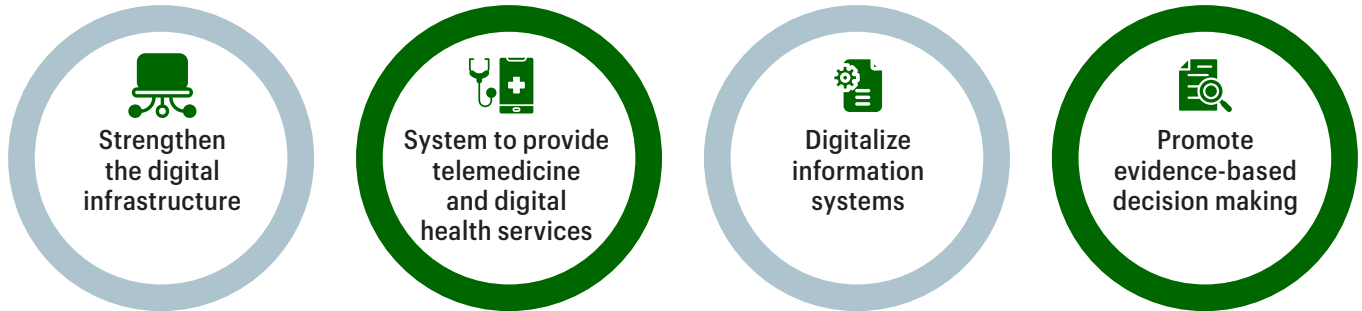 Strengthen
the digital
infrastructure
System to provide
telemedicine
and digital
health services
Digitalize
information
systems
Promote
evidence-based
decision making